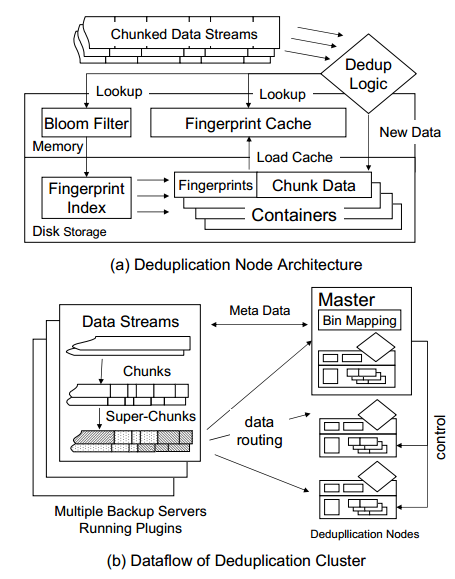 Chunked Data Streams
Dedup
Logic
Lookup
Lookup
Bloom Filter
Fingerprint Cache
New Data
Memory
Load Cache
Fingerprint
Index
Fingerprints
Chunk Data
Containers
Disk Storage
(a) Deduplication Node Architecture
Data Streams
Meta Data
Master
Bin Mapping
Chunks
Super-Chunks
data
routing
control
Multiple Backup Servers
Running Plugins
Dedupllication Nodes
(b) Dataflow of Deduplication Cluster